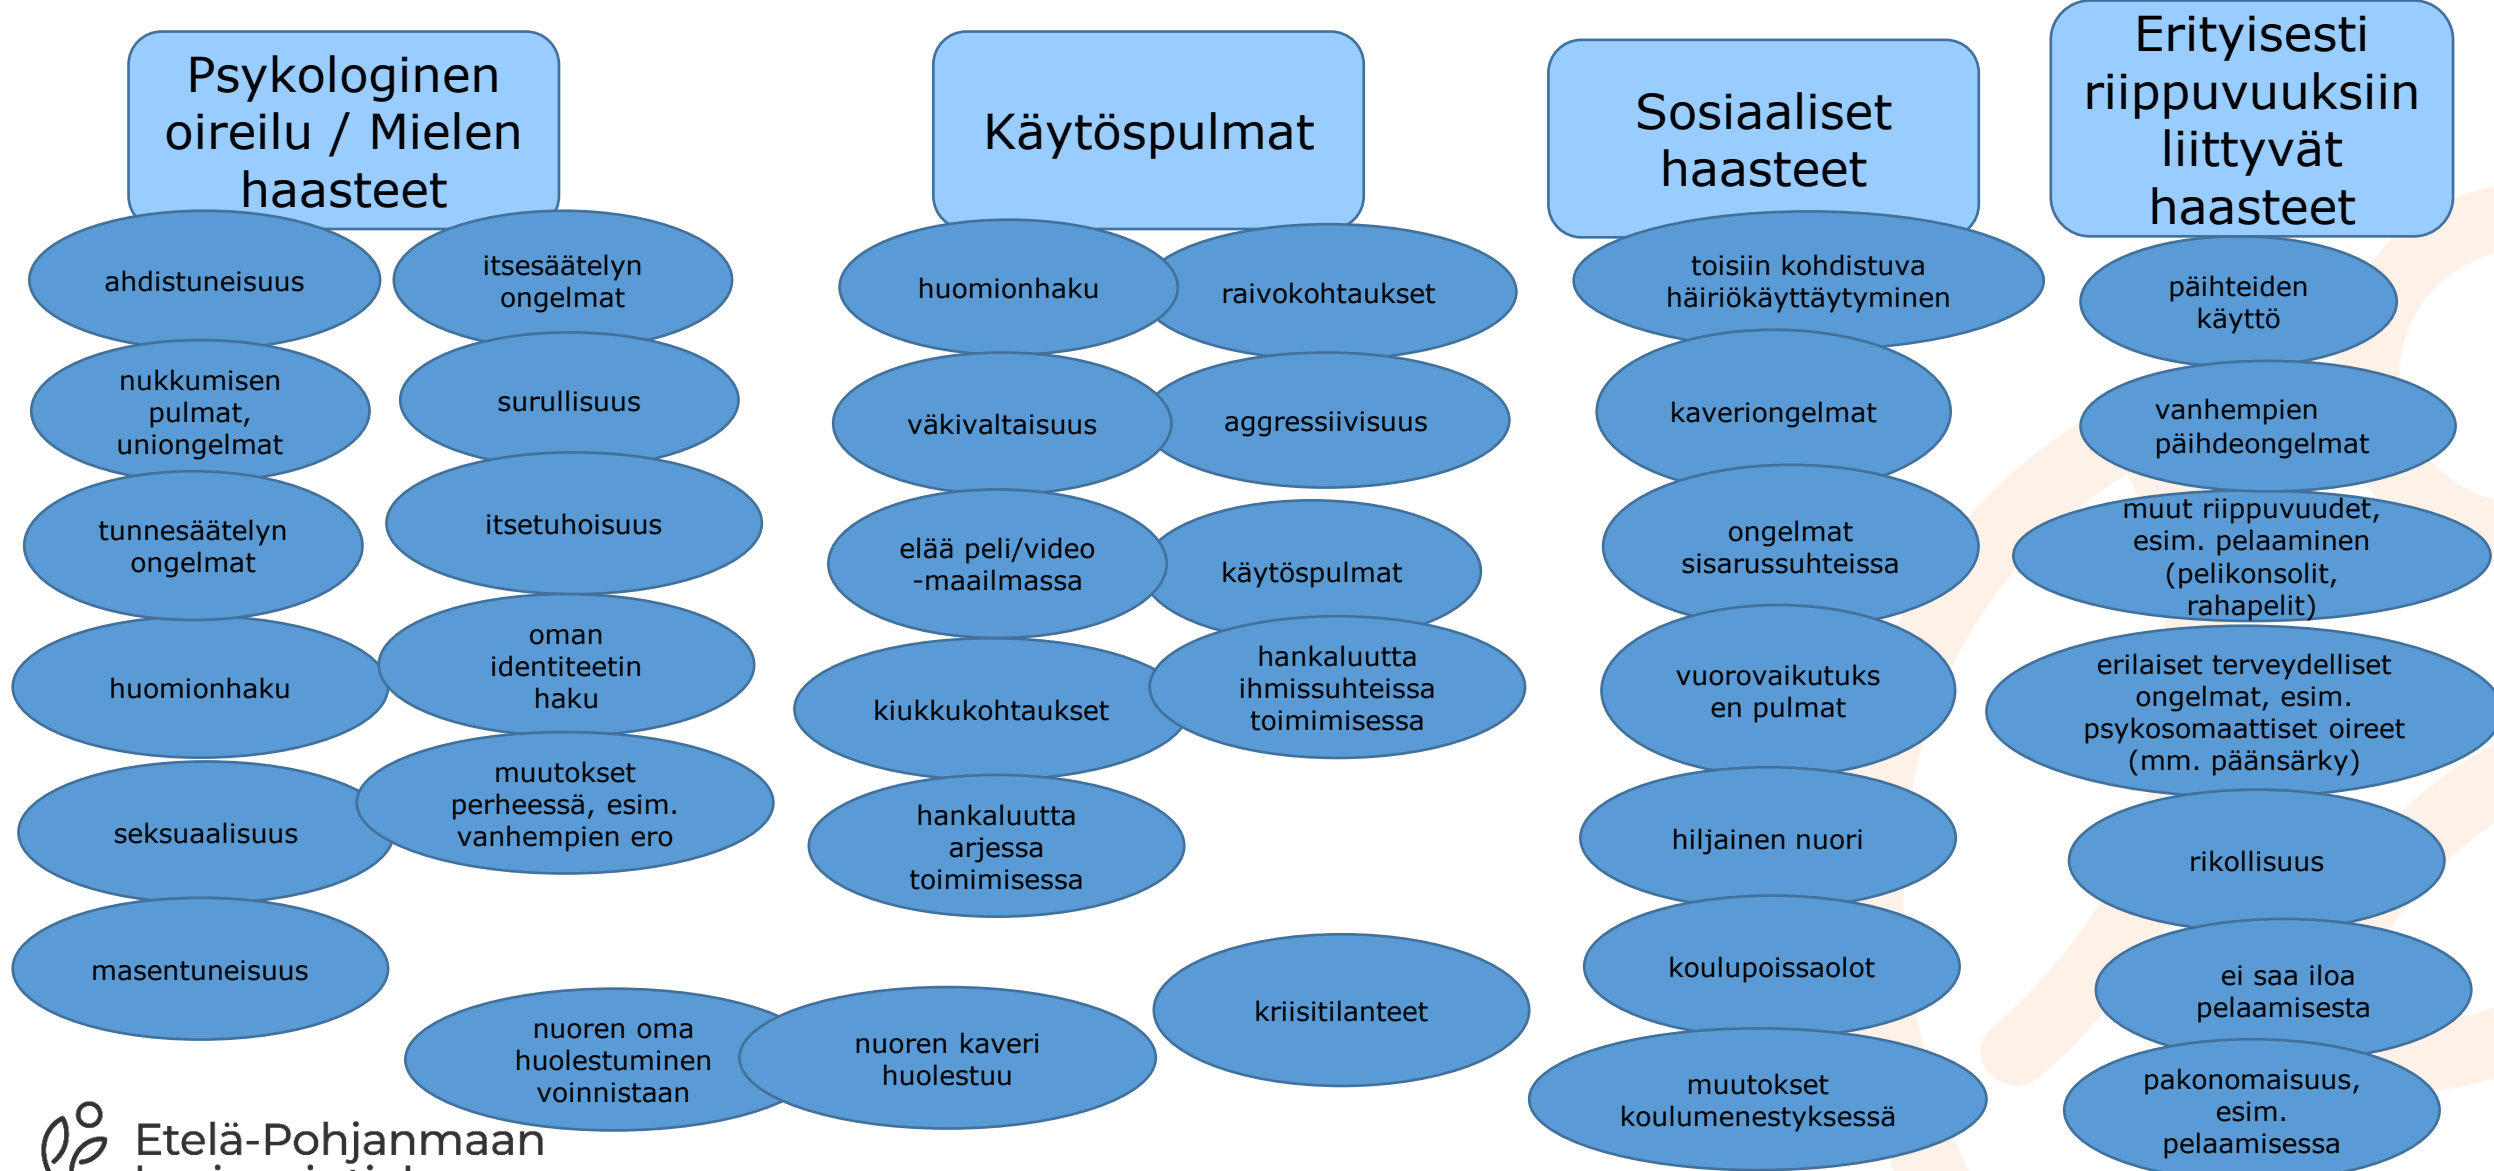 Psykologinen
oireilu / Mielen
haasteet
ahdistuneisuus
itsesäätelyn
ongelmat
nukkumisen
pulmat,
uniongelmat
surullisuus
tunnesäätelyn
ongelmat
itsetuhoisuus
huomionhaku
oman
identiteetin
haku
seksuaalisuus
muutokset
perheessä, esim.
vanhempien ero
masentuneisuus
Käytöspulmat
huomionhaku
raivokohtaukset
väkivaltaisuus
aggressiivisuus
elää peli/video
-maailmassa
käytöspulmat
kiukkukohtaukset
hankaluutta
ihmissuhteissa
toimimisessa
hankaluutta
arjessa
toimimisessa
nuoren oma
huolestuminen
voinnistaan
nuoren kaveri
huolestuu
kriisitilanteet
Sosiaaliset
haasteet
toisiin kohdistuva
häiriökäyttäytyminen
kaveriongelmat
ongelmat
sisarussuhteissa
vuorovaikutuks
en pulmat
hiljainen nuori
koulupoissaolot
muutokset
koulumenestyksessä
Erityisesti
riippuvuuksiin
liittyvät
haasteet
päihteiden
käyttö
vanhempien
päihdeongelmat
muut riippuvuudet,
esim. pelaaminen
(pelikonsolit,
rahapelit)
erilaiset terveydelliset
ongelmat, esim.
psykosomaattiset oireet
(mm. päänsärky)
rikollisuus
ei saa iloa
pelaamisesta
pakonomaisuus,
esim.
pelaamisessa
Etelä-Pohjanmaan